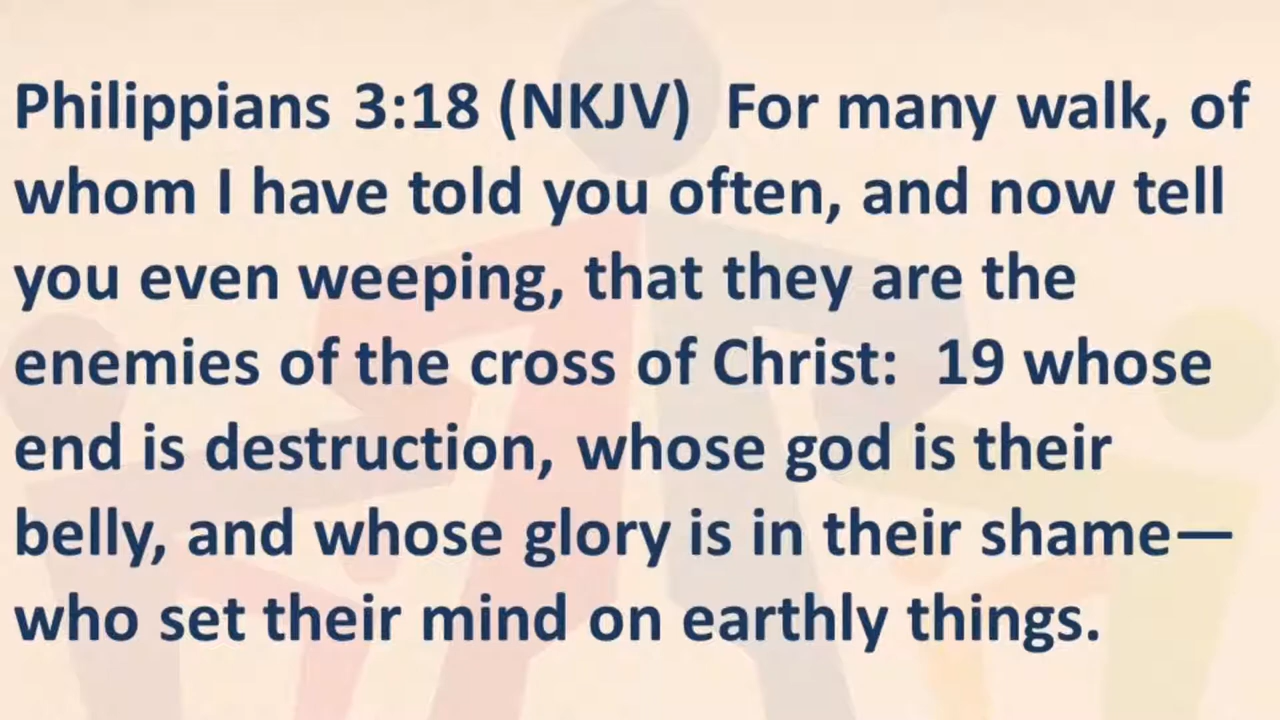 Philippians 3:18 (NKJV)  For many walk, of
whom I have told you often, and now tell
you even weeping, that they are the
enemies of the cross of Christ:  19 whose
end is destruction, whose god is their
belly, and whose glory is in their shame—
who set their mind on earthly things.